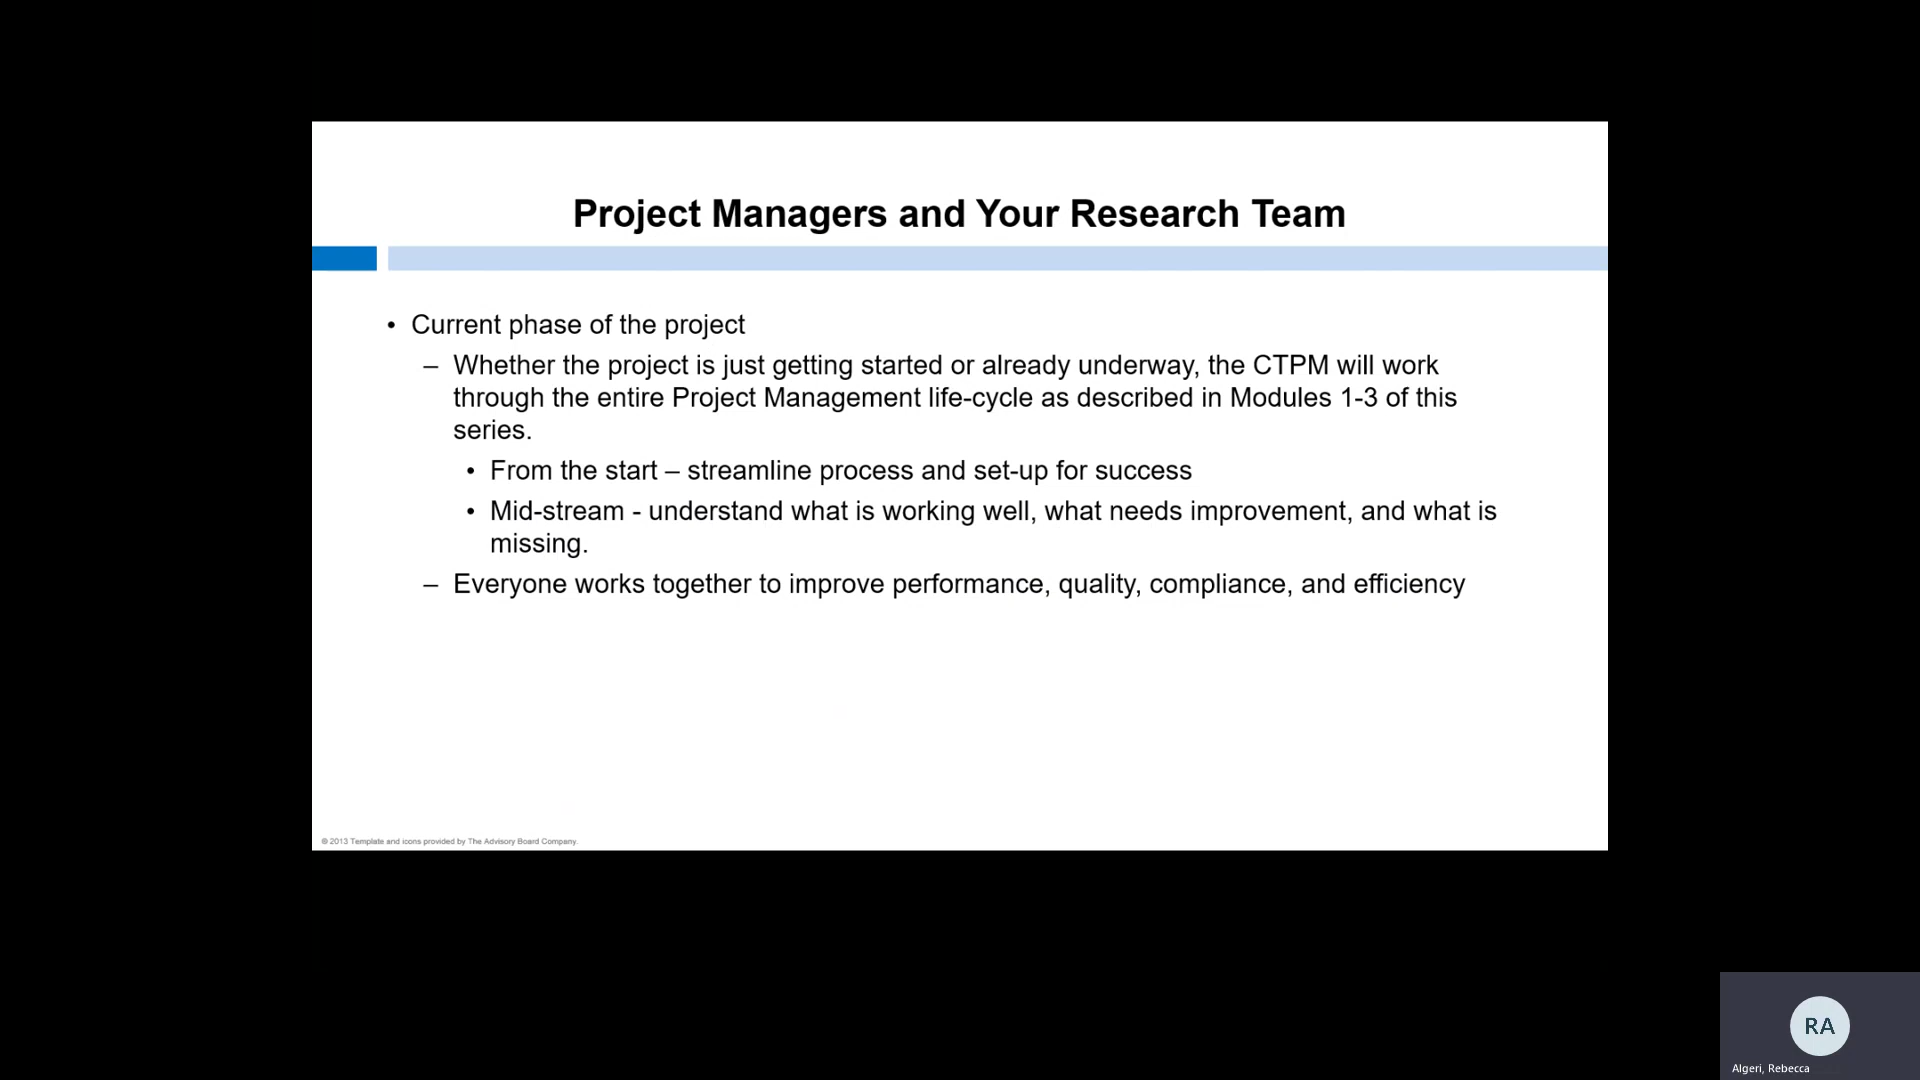 Project Managers and Your Research Team
• Current phase of the project
– Whether the project is just getting started or already underway, the CTPM will work
through the entire Project Management life-cycle as described in Modules 1-3 of this
series.
• From the start – streamline process and set-up for success
• Mid-stream - understand what is working well, what needs improvement, and what is
missing.
– Everyone works together to improve performance, quality, compliance, and efficiency
© 2013 Template and icons provided by The Advisory Board Company.
RA
Algeri, Rebecca